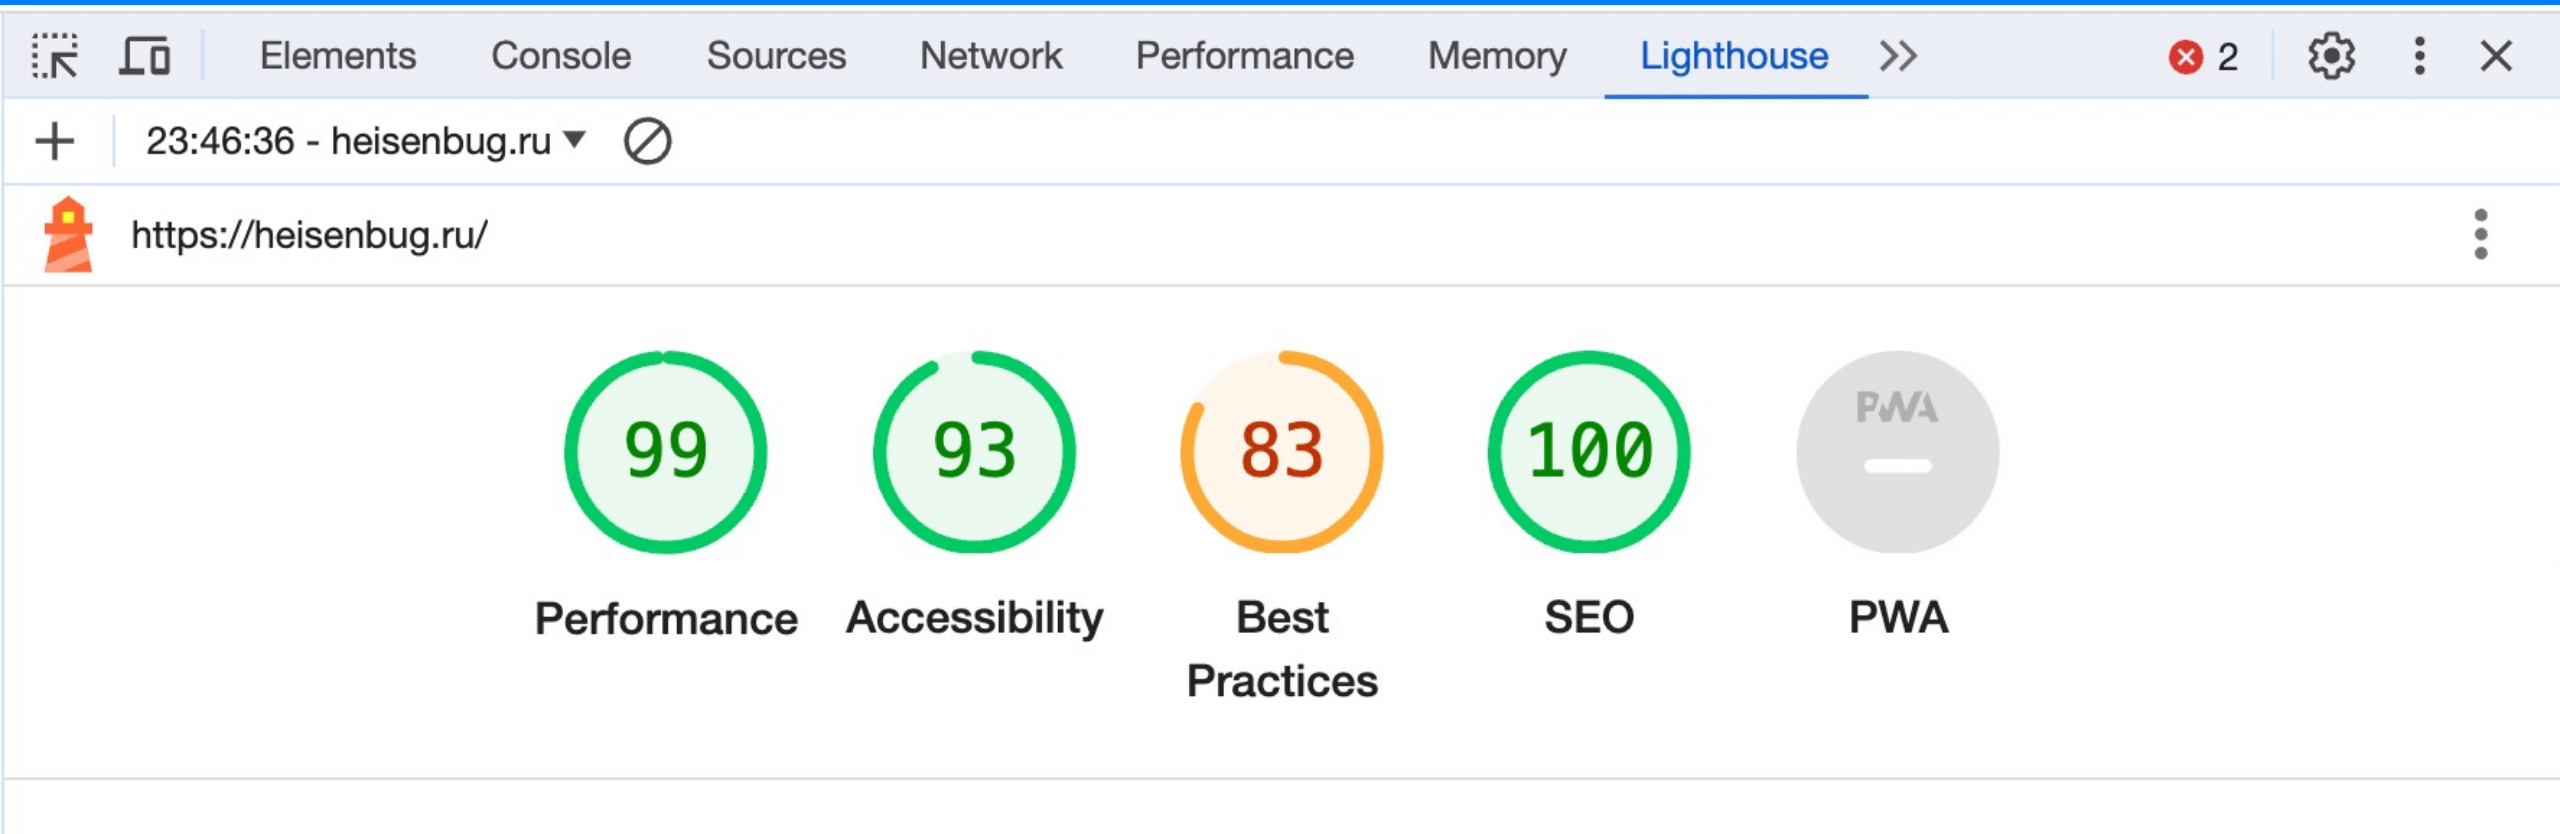 Elements Console Sources Network Performance Memory Lighthouse 2
23:46:36 - heisenbug.ru
https://heisenbug.ru/
99 93 83 100 PWA
Performance Accessibility Best Practices SEO PWA